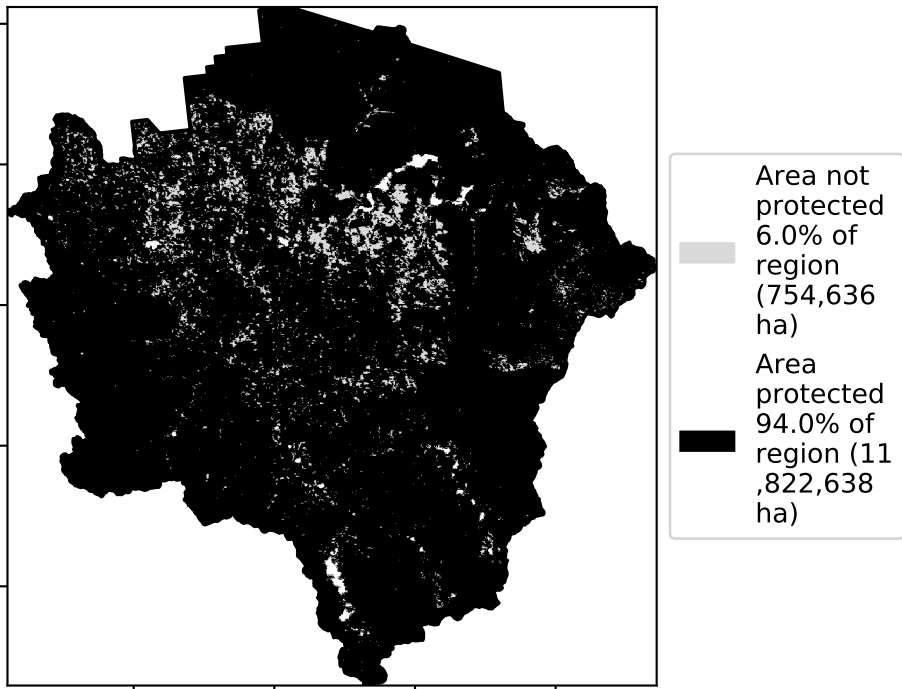 Area not
protected
6.0% of
region
(754,636
ha)
Area
protected
94.0% of
region (11
,822,638
ha)